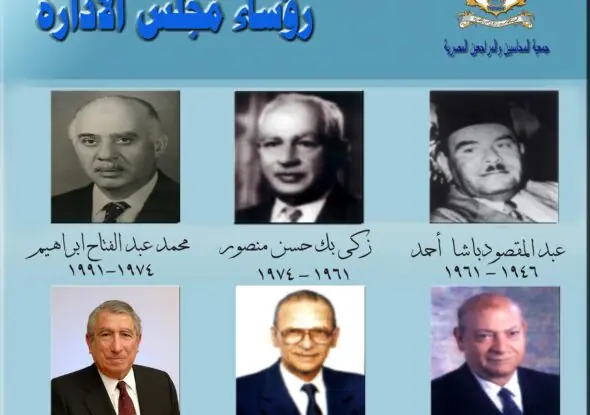 رؤساء مجلس الادارة
جمعية المحاسبين والمراجعين المصرية
عبد المقصود باشا أحمد
١٩٤٦ – ١٩٦١
زكى بك حسن منصور
١٩٦١ – ١٩٧٤
محمد عبد الفتاح ابراهيم
١٩٧٤ – ١٩٩١